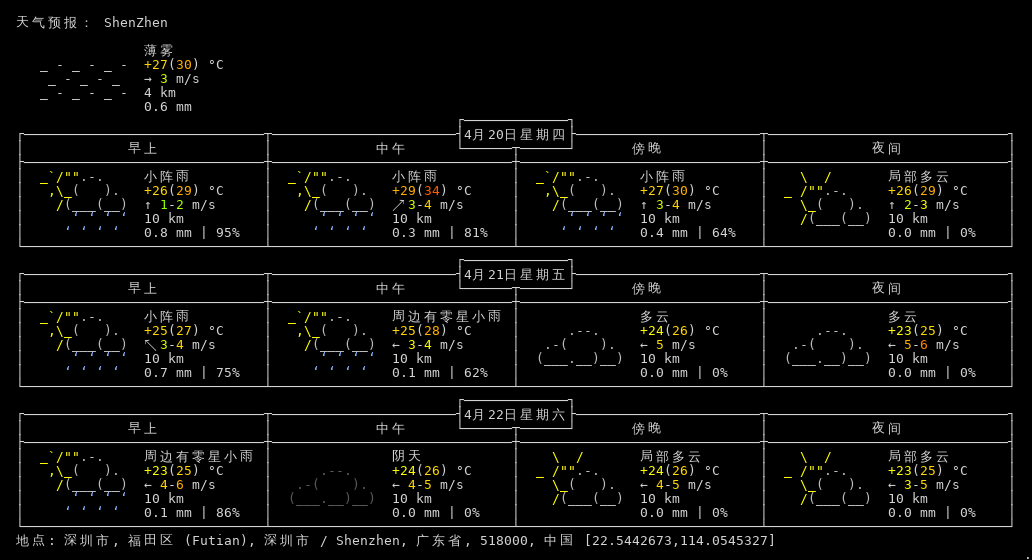 天气预报： ShenZhen
薄雾
+27(30) °C
→ 3 m/s
4 km
0.6 mm
4月20日星期四
早上 中午 傍晚 夜间
小阵雨 小阵雨 小阵雨 局部多云
+26(29) °C +29(34) °C +27(30) °C +26(29) °C
↑ 1-2 m/s ↗ 3-4 m/s ↑ 3-4 m/s ↑ 2-3 m/s
10 km 10 km 10 km 10 km
0.8 mm | 95% 0.3 mm | 81% 0.4 mm | 64% 0.0 mm | 0%
4月21日星期五
早上 中午 傍晚 夜间
小阵雨 周边有零星小雨 多云 多云
+25(27) °C +25(28) °C +24(26) °C +23(25) °C
↖ 3-4 m/s ← 3-4 m/s ← 5 m/s ← 5-6 m/s
10 km 10 km 10 km 10 km
0.7 mm | 75% 0.1 mm | 62% 0.0 mm | 0% 0.0 mm | 0%
4月22日星期六
早上 中午 傍晚 夜间
周边有零星小雨 阴天 局部多云 局部多云
+23(25) °C +24(26) °C +24(26) °C +23(25) °C
← 4-6 m/s ← 4-5 m/s ← 4-5 m/s ← 3-5 m/s
10 km 10 km 10 km 10 km
0.1 mm | 86% 0.0 mm | 0% 0.0 mm | 0% 0.0 mm | 0%
地点: 深圳市, 福田区 (Futian), 深圳市 / Shenzhen, 广东省, 518000, 中国 [22.5442673,114.0545327]